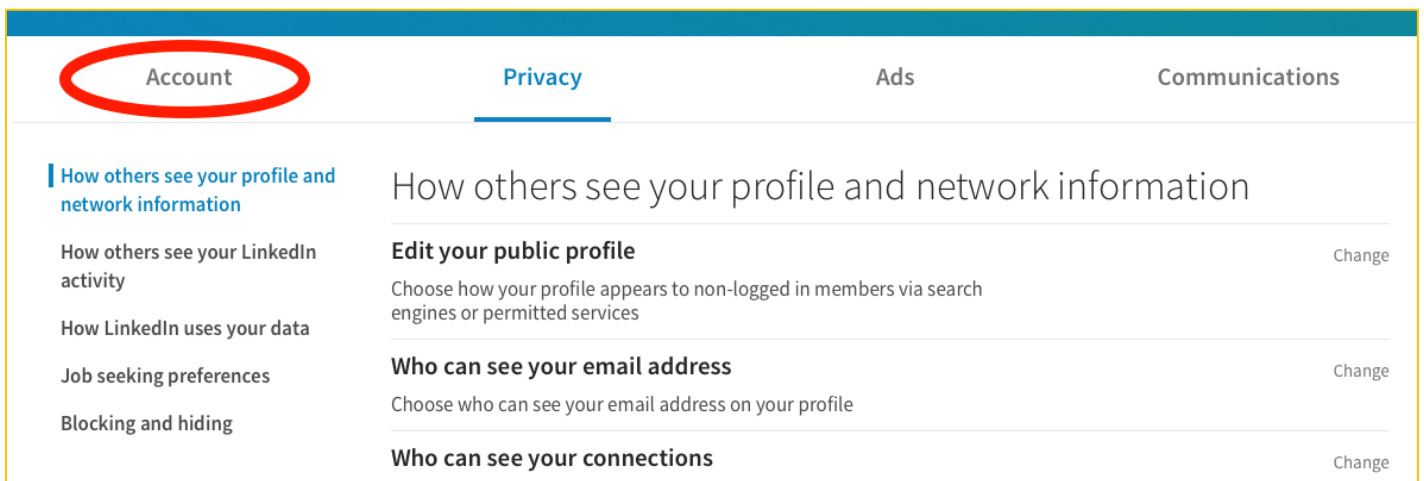 Account
Privacy
Ads
Communications
How others see your profile and
network information
How others see your LinkedIn
activity
How LinkedIn uses your data
Job seeking preferences
Blocking and hiding
How others see your profile and network information
Edit your public profile
Change
Choose how your profile appears to non-logged in members via search
engines or permitted services
Who can see your email address
Change
Choose who can see your email address on your profile
Who can see your connections
Change